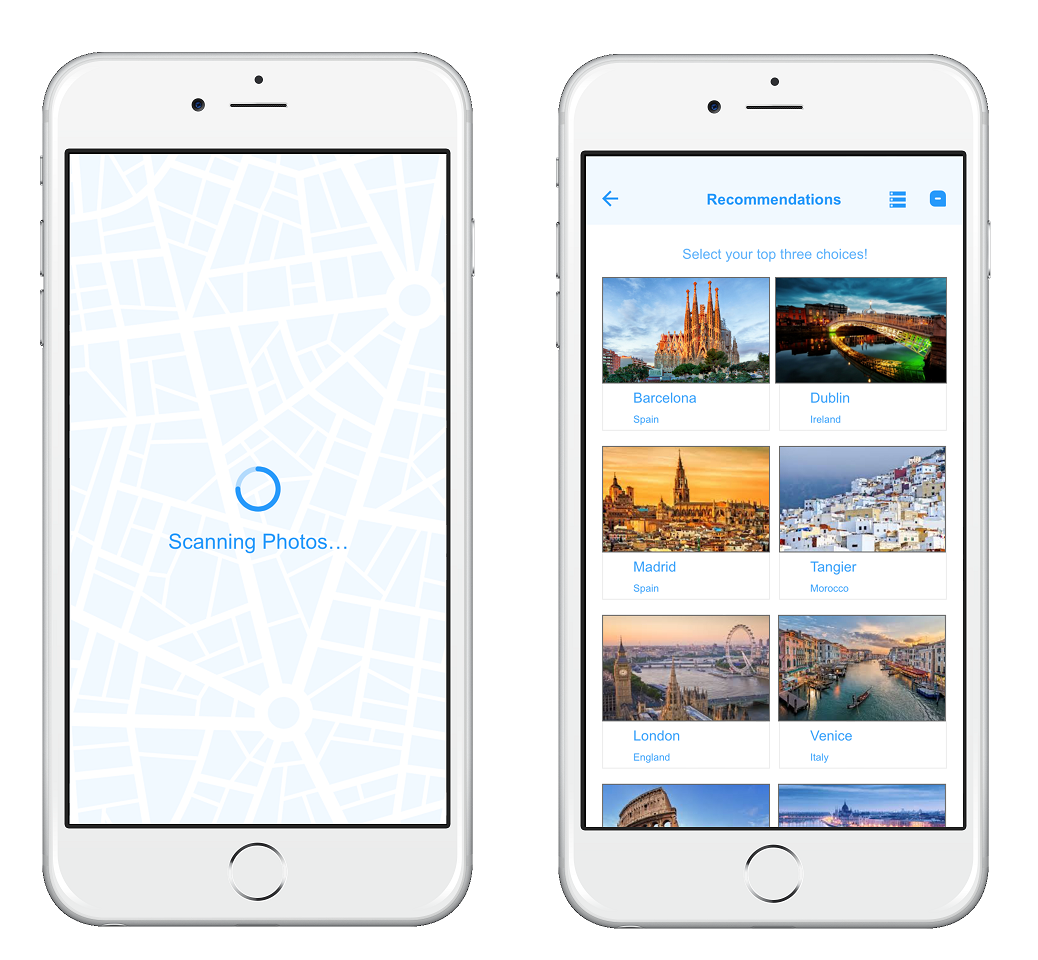 Scanning Photos...
Recommendations
Select your top three choices!
Barcelona
Spain
Dublin
Ireland
Madrid
Spain
Tangier
Morocco
London
England
Venice
Italy